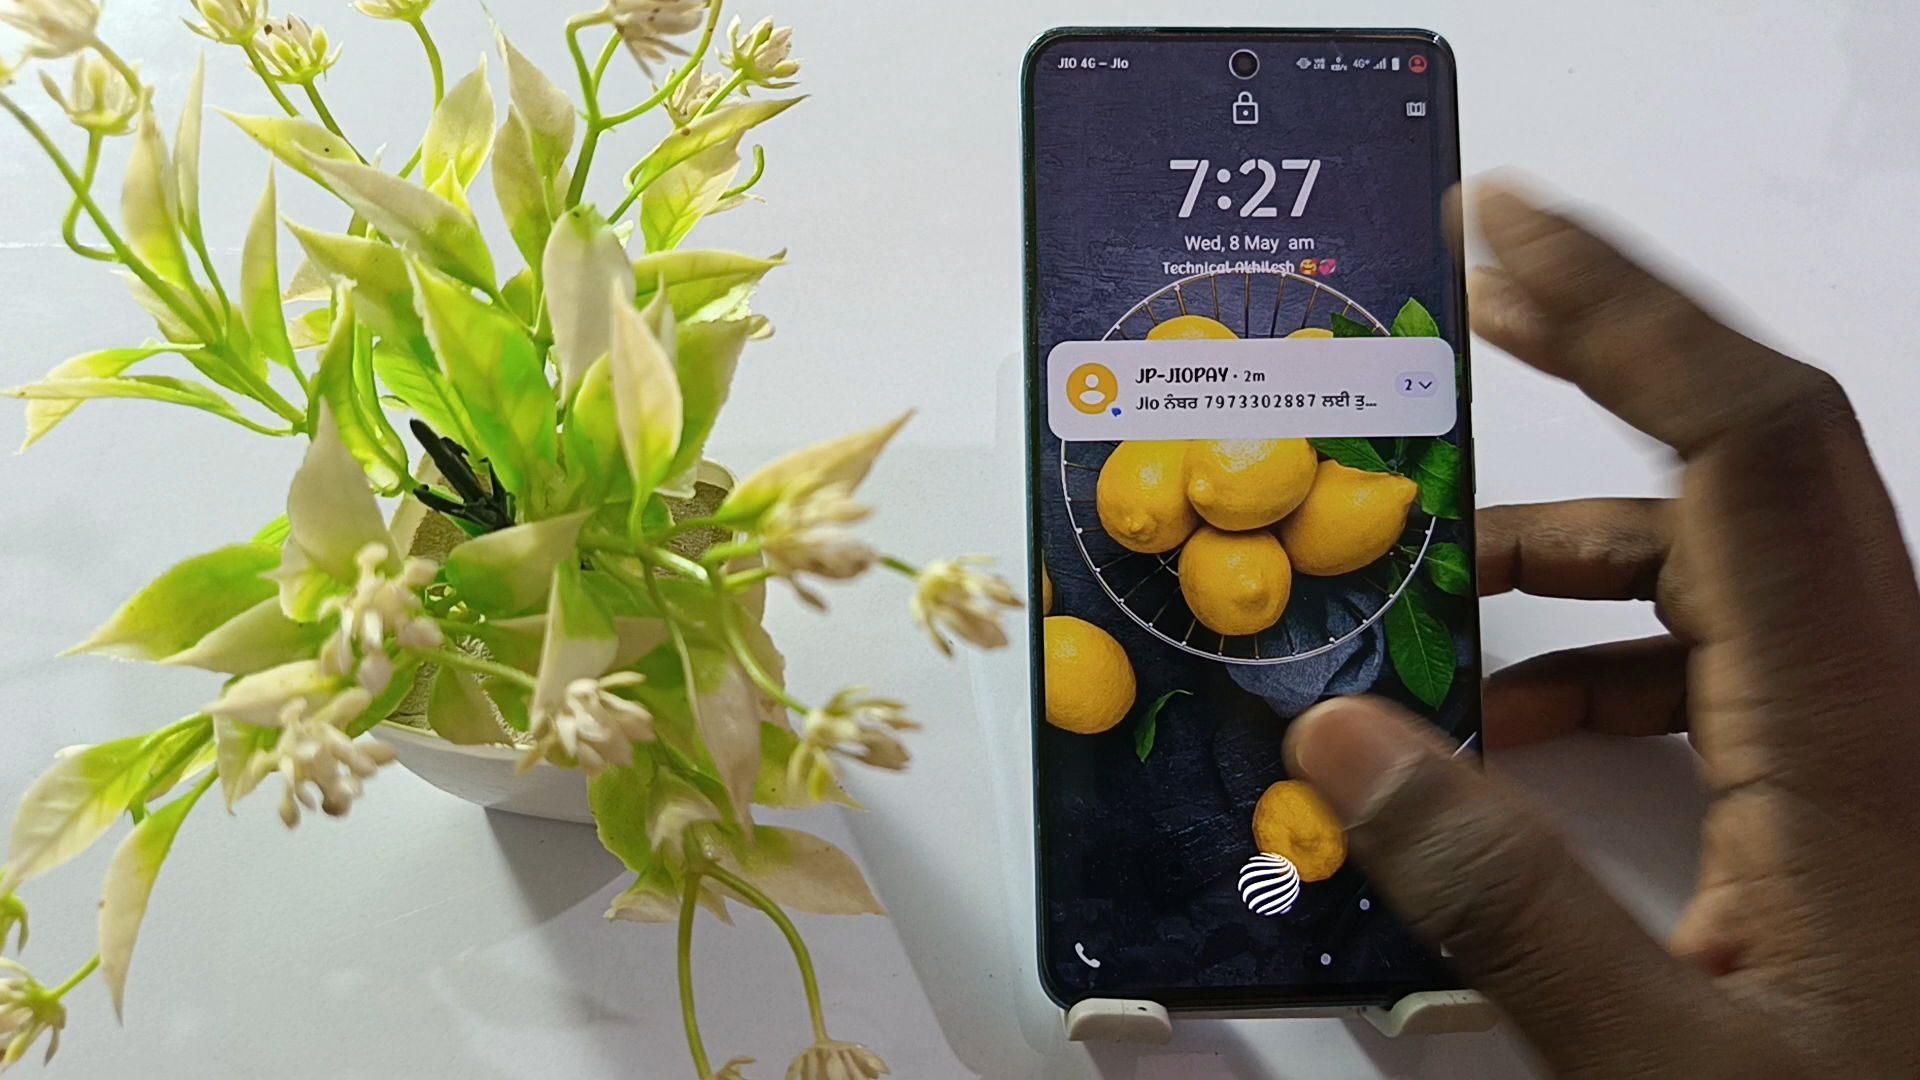 JIO 4G – Jio
4G+
7:27
Wed, 8 May am
Technical Akhilesh 🥰💞
JP-JIOPAY · 2m
2
Jio ਨੰਬਰ 7973302887 ਲਈ ਤੁ...